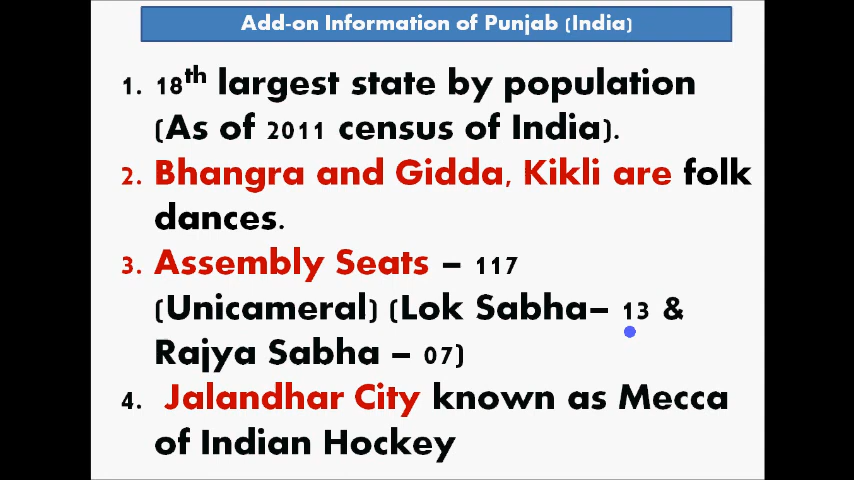 Add-on Information of Punjab (India)
1. 18th largest state by population
(As of 2011 census of India).
2. Bhangra and Gidda, Kikli are folk
dances.
3. Assembly Seats – 117
(Unicameral) (Lok Sabha– 13 &
Rajya Sabha – 07)
4. Jalandhar City known as Mecca
of Indian Hockey